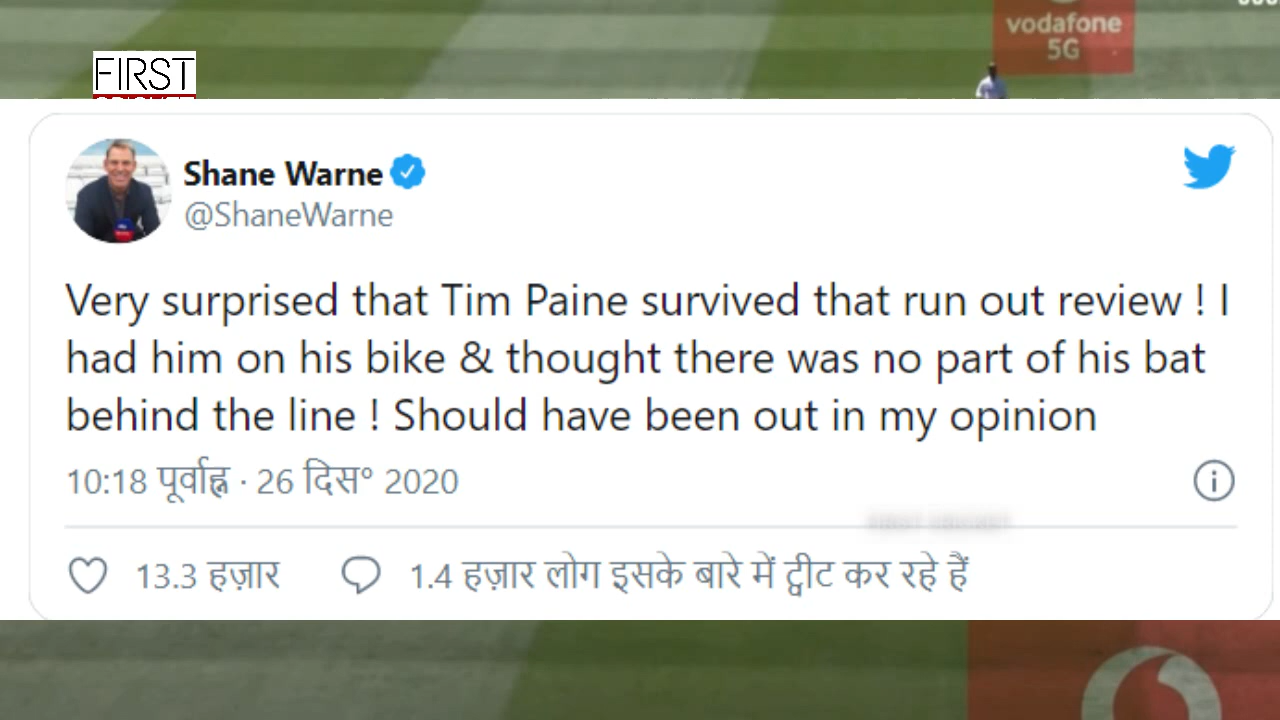 vodafone
5G
FIRST
Shane Warne
@ShaneWarne
Very surprised that Tim Paine survived that run out review ! I
had him on his bike & thought there was no part of his bat
behind the line ! Should have been out in my opinion
10:18 पूर्वाह्न · 26 दिस॰ 2020
13.3 हज़ार
1.4 हज़ार लोग इसके बारे में ट्वीट कर रहे हैं